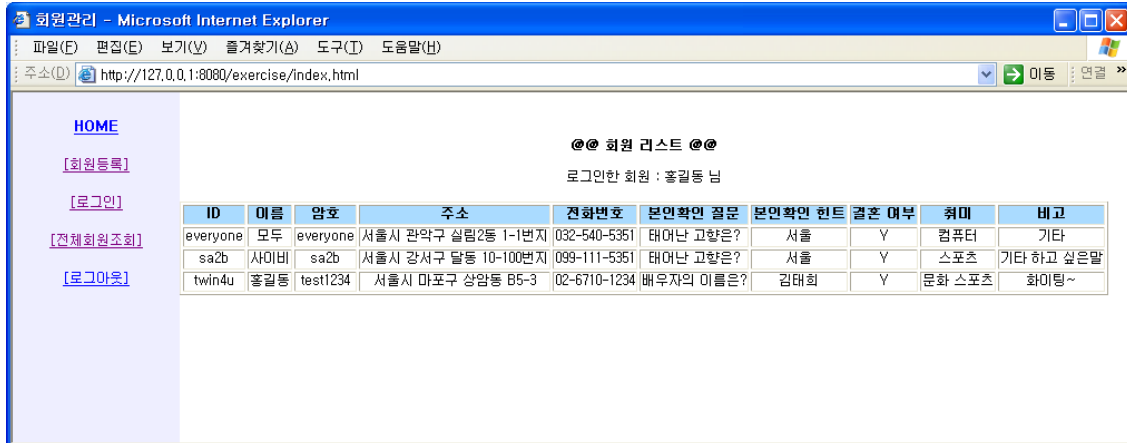 회원관리 - Microsoft Internet Explorer
파일(F) 편집(E) 보기(V) 즐겨찾기(A) 도구(T) 도움말(H)
주소(D) http://127.0.0.1:8080/exercise/index.html 이동 연결 »
HOME
[회원등록]
[로그인]
[전체회원조회]
[로그아웃]
@@ 회원 리스트 @@
로그인한 회원 : 홍길동 님
ID 이름 암호 주소 전화번호 본인확인 질문 본인확인 힌트 결혼 여부 취미 비고
everyone 모두 everyone 서울시 관악구 실림2동 1-1번지 032-540-5351 태어난 고향은? 서울 Y 컴퓨터 기타
sa2b 사이비 sa2b 서울시 강서구 달동 10-100번지 099-111-5351 태어난 고향은? 서울 Y 스포츠 기타 하고 싶은말
twin4u 홍길동 test1234 서울시 마포구 상암동 B5-3 02-6710-1234 배우자의 이름은? 김태희 Y 문화 스포츠 화이팅~